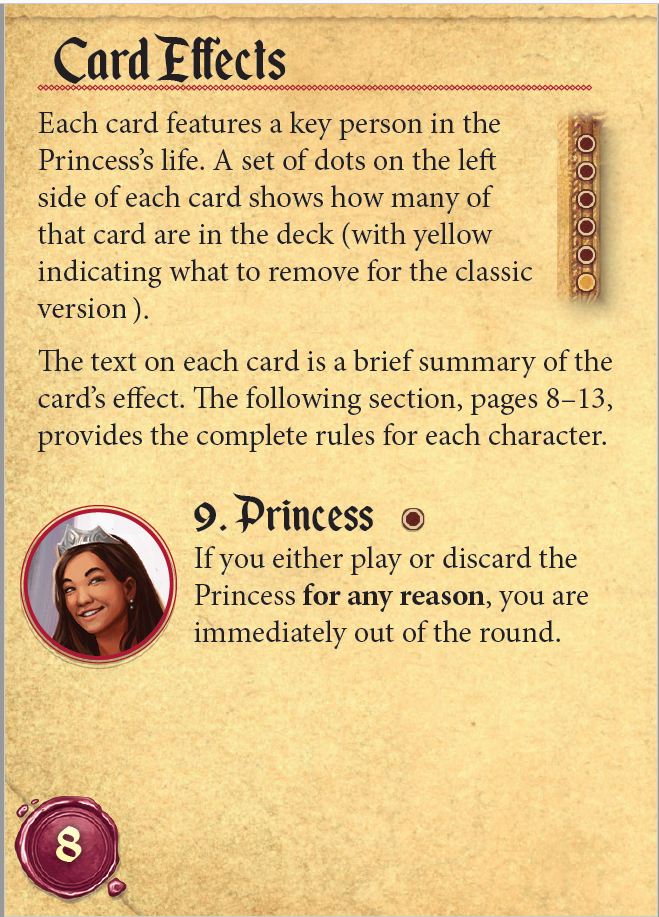 Card Effects
Each card features a key person in the
Princess's life. A set of dots on the left
side of each card shows how many of
that card are in the deck (with yellow
indicating what to remove for the classic
version ).
The text on each card is a brief summary of the
card's effect. The following section, pages 8–13,
provides the complete rules for each character.
9. Princess
If you either play or discard the
Princess for any reason, you are
immediately out of the round.
8